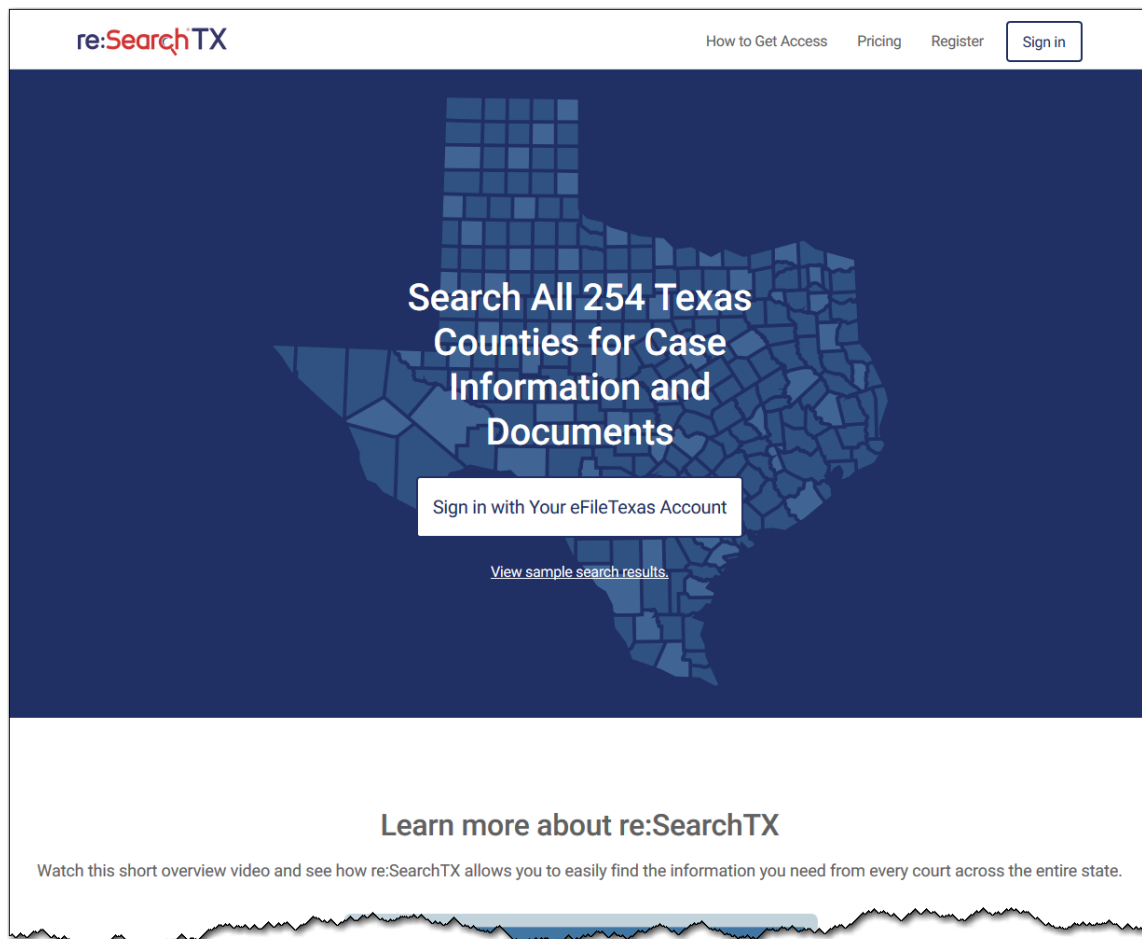 re:SearchTX
How to Get Access
Pricing
Register
Sign in
Search All 254 Texas
Counties for Case
Information and
Documents
Sign in with Your eFileTexas Account
View sample search results.
Learn more about re:SearchTX
Watch this short overview video and see how re:SearchTX allows you to easily find the information you need from every court across the entire state.